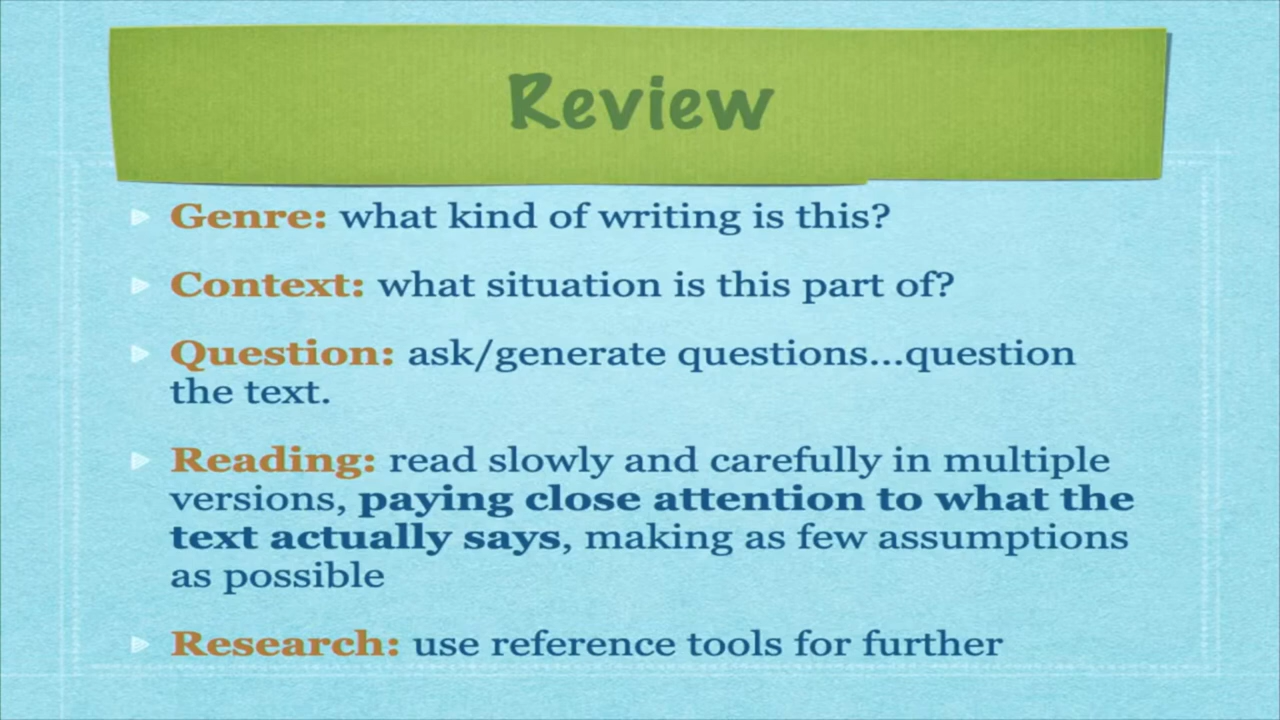 Review
Genre: what kind of writing is this?
Context: what situation is this part of?
Question: ask/generate questions...question
the text.
Reading: read slowly and carefully in multiple
versions, paying close attention to what the
text actually says, making as few assumptions
as possible
Research: use reference tools for further